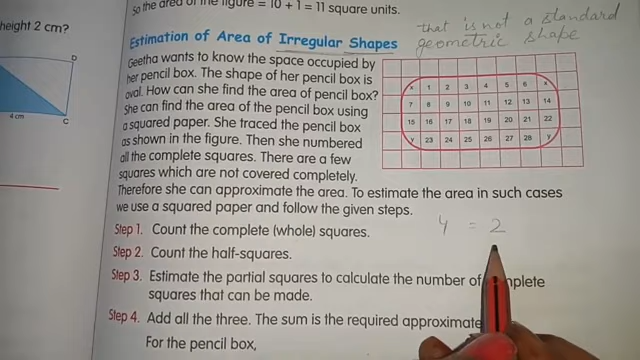 So the area of the figure = 10 + 1 = 11 square units.
height 2 cm?
that is not a standard
geometric shape
Estimation of Area of Irregular Shapes
Geetha wants to know the space occupied by
her pencil box. The shape of her pencil box is
oval. How can she find the area of pencil box?
She can find the area of the pencil box using
a squared paper. She traced the pencil box
as shown in the figure. Then she numbered
all the complete squares. There are a few
squares which are not covered completely.
Therefore she can approximate the area. To estimate the area in such cases
we use a squared paper and follow the given steps.
D
4 cm
C
x 1 2 3 4 5 6 x
7 8 9 10 11 12 13 14
15 16 17 18 19 20 21 22
y 23 24 25 26 27 28 y
4 = 2
Step 1. Count the complete (whole) squares.
Step 2. Count the half-squares.
Step 3. Estimate the partial squares to calculate the number of complete
squares that can be made.
Step 4. Add all the three. The sum is the required approximate
For the pencil box,